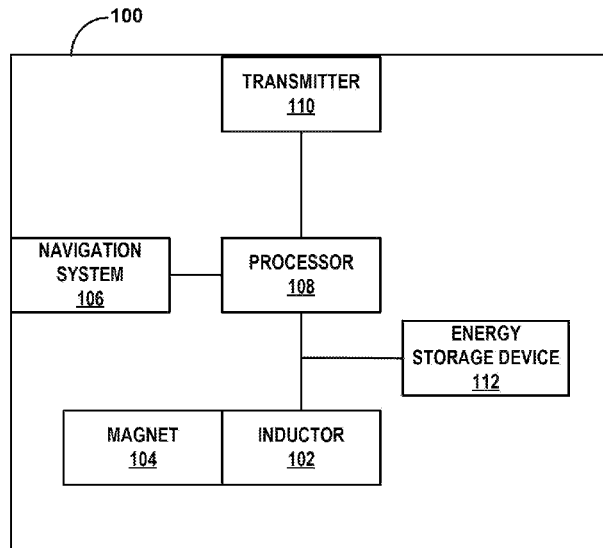 100
TRANSMITTER
110
NAVIGATION
SYSTEM
106
PROCESSOR
108
ENERGY
STORAGE DEVICE
112
MAGNET
104
INDUCTOR
102